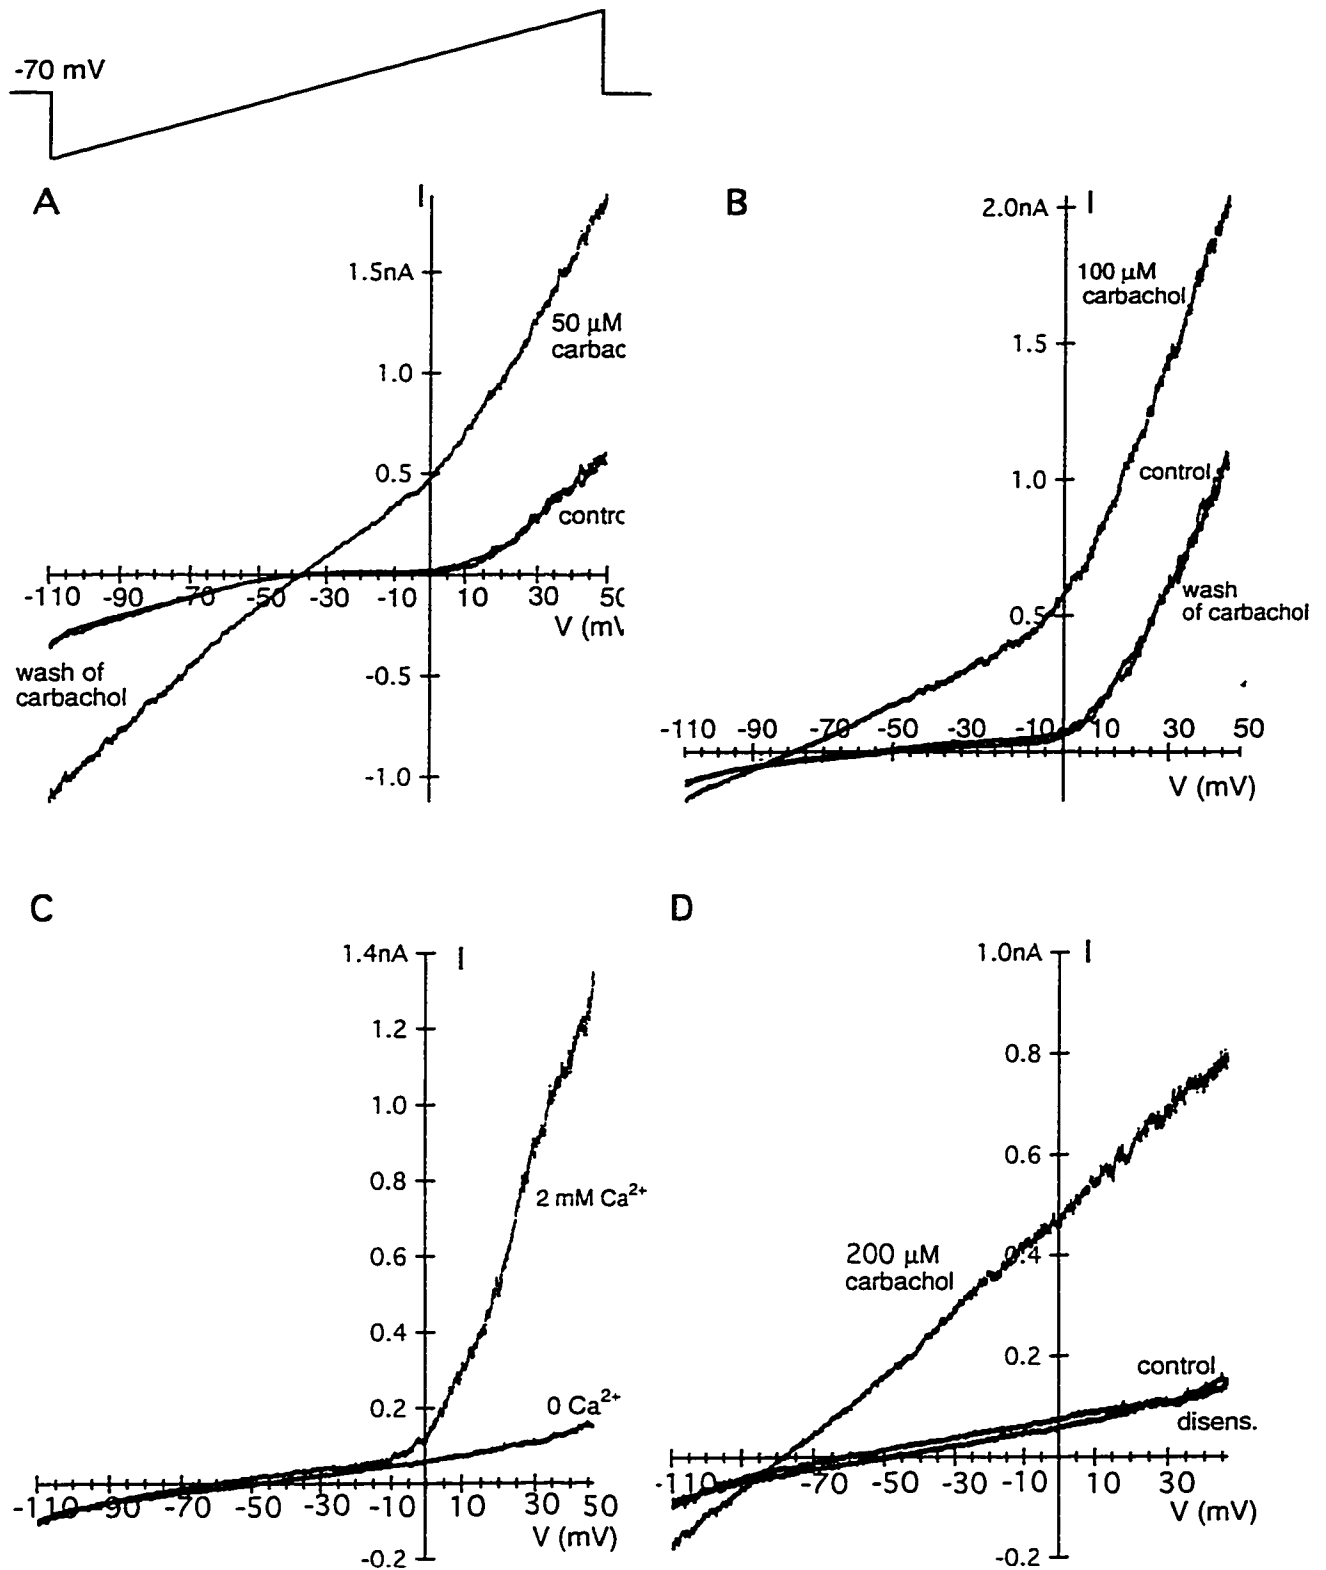 -70 mV
A
I
1.5nA
50 µM
carbac
1.0
0.5
contrc
-110 -90 -70 -50 -30 -10 10 30 50
V (mV
wash of
carbachol
-0.5
-1.0
B
2.0nA I
100 µM
carbachol
1.5
1.0
control
wash
of carbachol
0.5
-110 -90 -70 -50 -30 -10 10 30 50
V (mV)
C
1.4nA I
1.2
1.0
0.8
2 mM Ca²⁺
0.6
0.4
0.2
0 Ca²⁺
-110 -90 -70 -50 -30 -10 10 30 50
V (mV)
-0.2
D
1.0nA I
0.8
0.6
200 µM
carbachol
0.4
0.2
control
disens.
-110 -70 -50 -30 -10 10 30
V (mV)
-0.2